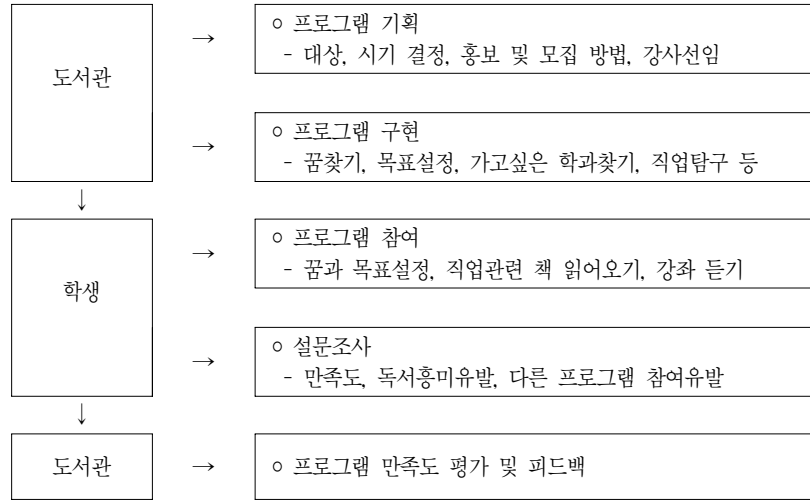 도서관
→
○ 프로그램 기획
- 대상, 시기 결정, 홍보 및 모집 방법, 강사선임
→
○ 프로그램 구현
- 꿈찾기, 목표설정, 가고싶은 학과찾기, 직업탐구 등
↓
학생
→
○ 프로그램 참여
- 꿈과 목표설정, 직업관련 책 읽어오기, 강좌 듣기
→
○ 설문조사
- 만족도, 독서흥미유발, 다른 프로그램 참여유발
↓
도서관
→
○ 프로그램 만족도 평가 및 피드백